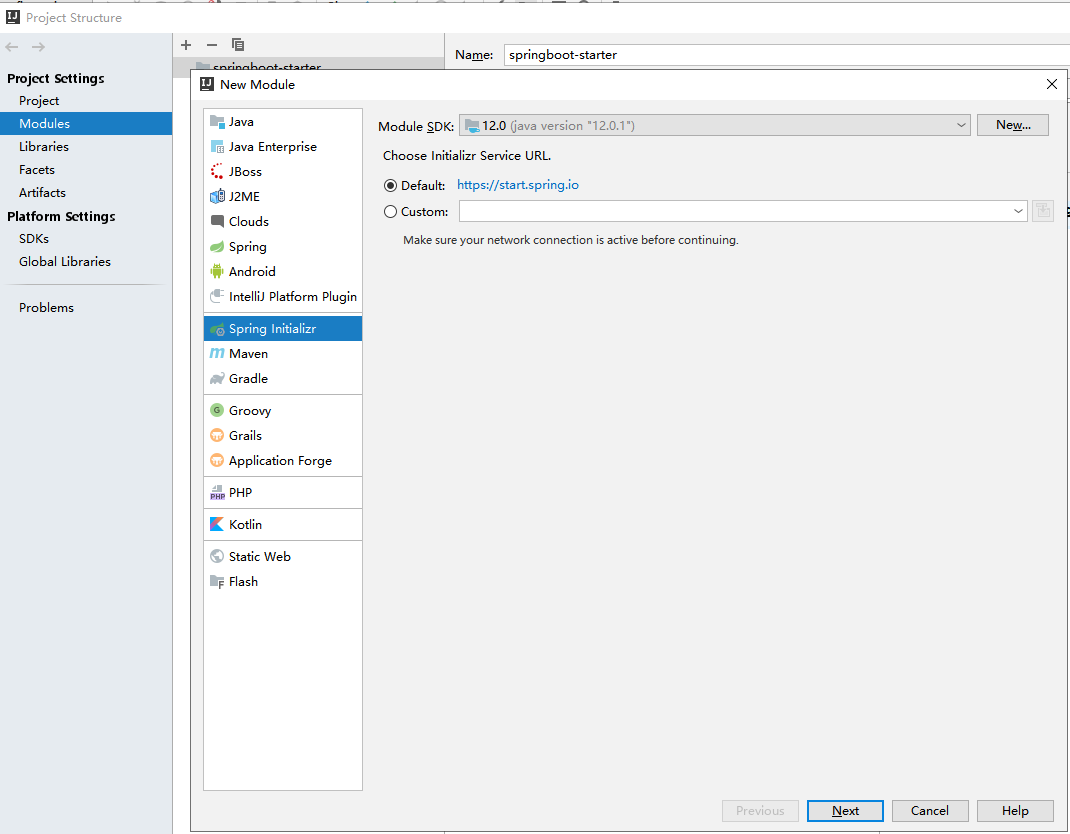 Project Structure
Name: springboot-starter
Project Settings
Project
Modules
Libraries
Facets
Artifacts
Platform Settings
SDKs
Global Libraries
Problems
springboot-starter
New Module
Java
Java Enterprise
JBoss
J2ME
Clouds
Spring
Android
IntelliJ Platform Plugin
Spring Initializr
Maven
Gradle
Groovy
Grails
Application Forge
PHP
Kotlin
Static Web
Flash
Module SDK: 12.0 (java version "12.0.1") New...
Choose Initializr Service URL.
Default: https://start.spring.io
Custom:
Make sure your network connection is active before continuing.
Previous Next Cancel Help